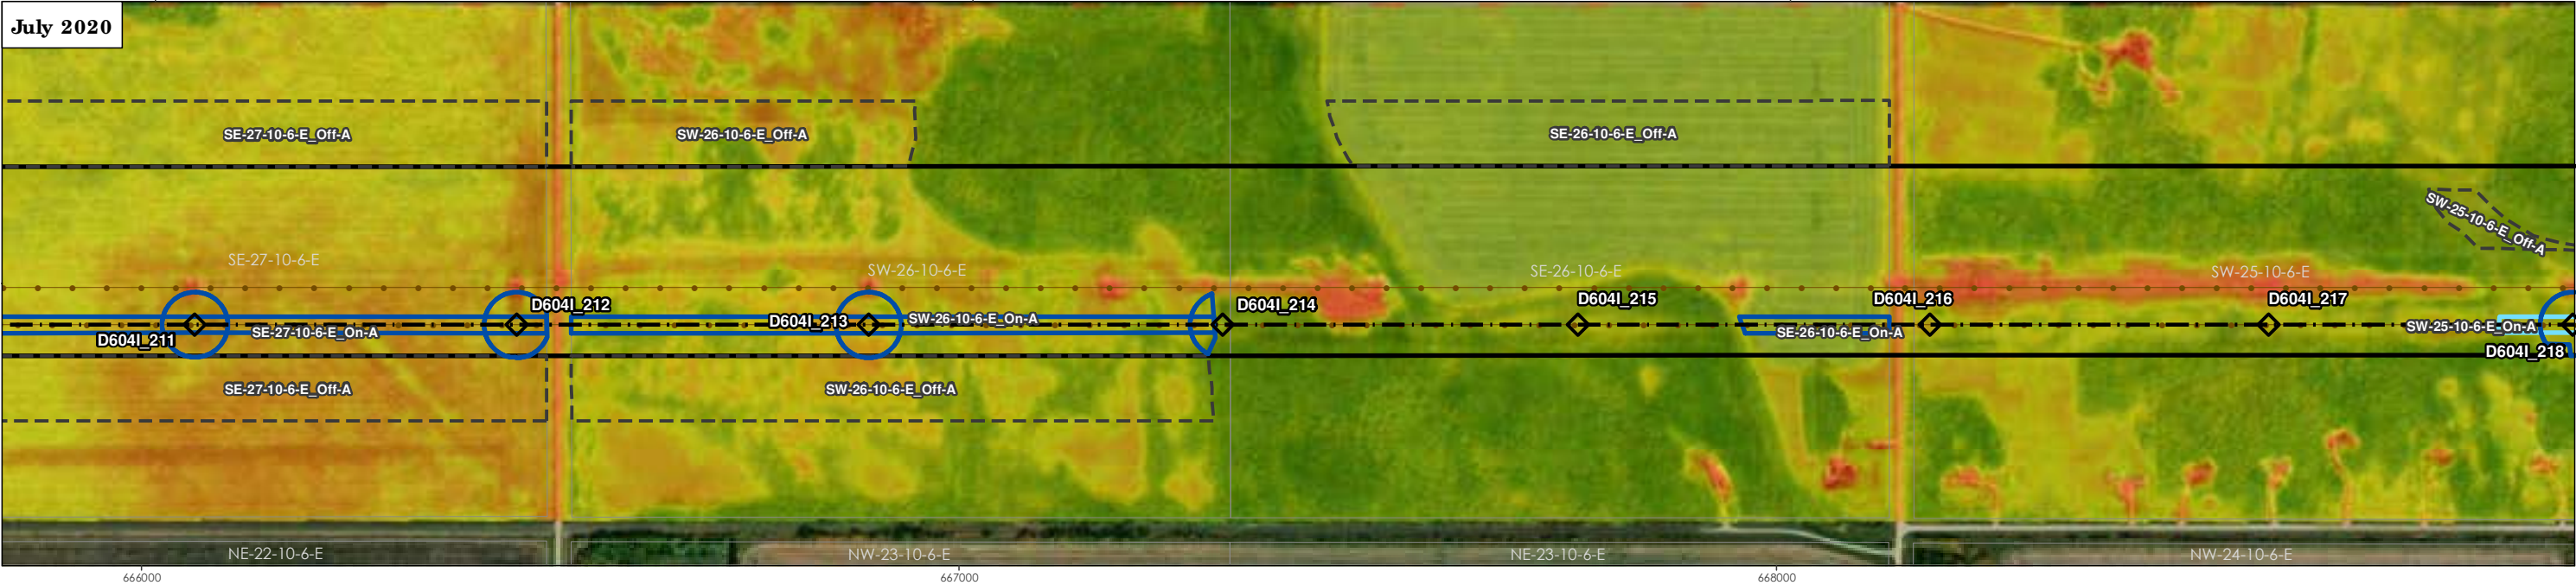 July 2020
SE-27-10-6-E_Off-A
SW-26-10-6-E_Off-A
SE-26-10-6-E_Off-A
SW-25-10-6-E_Off-A
SE-27-10-6-E
SW-26-10-6-E
SE-26-10-6-E
SW-25-10-6-E
D604I_211
SE-27-10-6-E_On-A
D604I_212
D604I_213
SW-26-10-6-E_On-A
D604I_214
D604I_215
SE-26-10-6-E_On-A
D604I_216
D604I_217
SW-25-10-6-E_On-A
D604I_218
SE-27-10-6-E_Off-A
SW-26-10-6-E_Off-A
NE-22-10-6-E
NW-23-10-6-E
NE-23-10-6-E
NW-24-10-6-E
666000
667000
668000